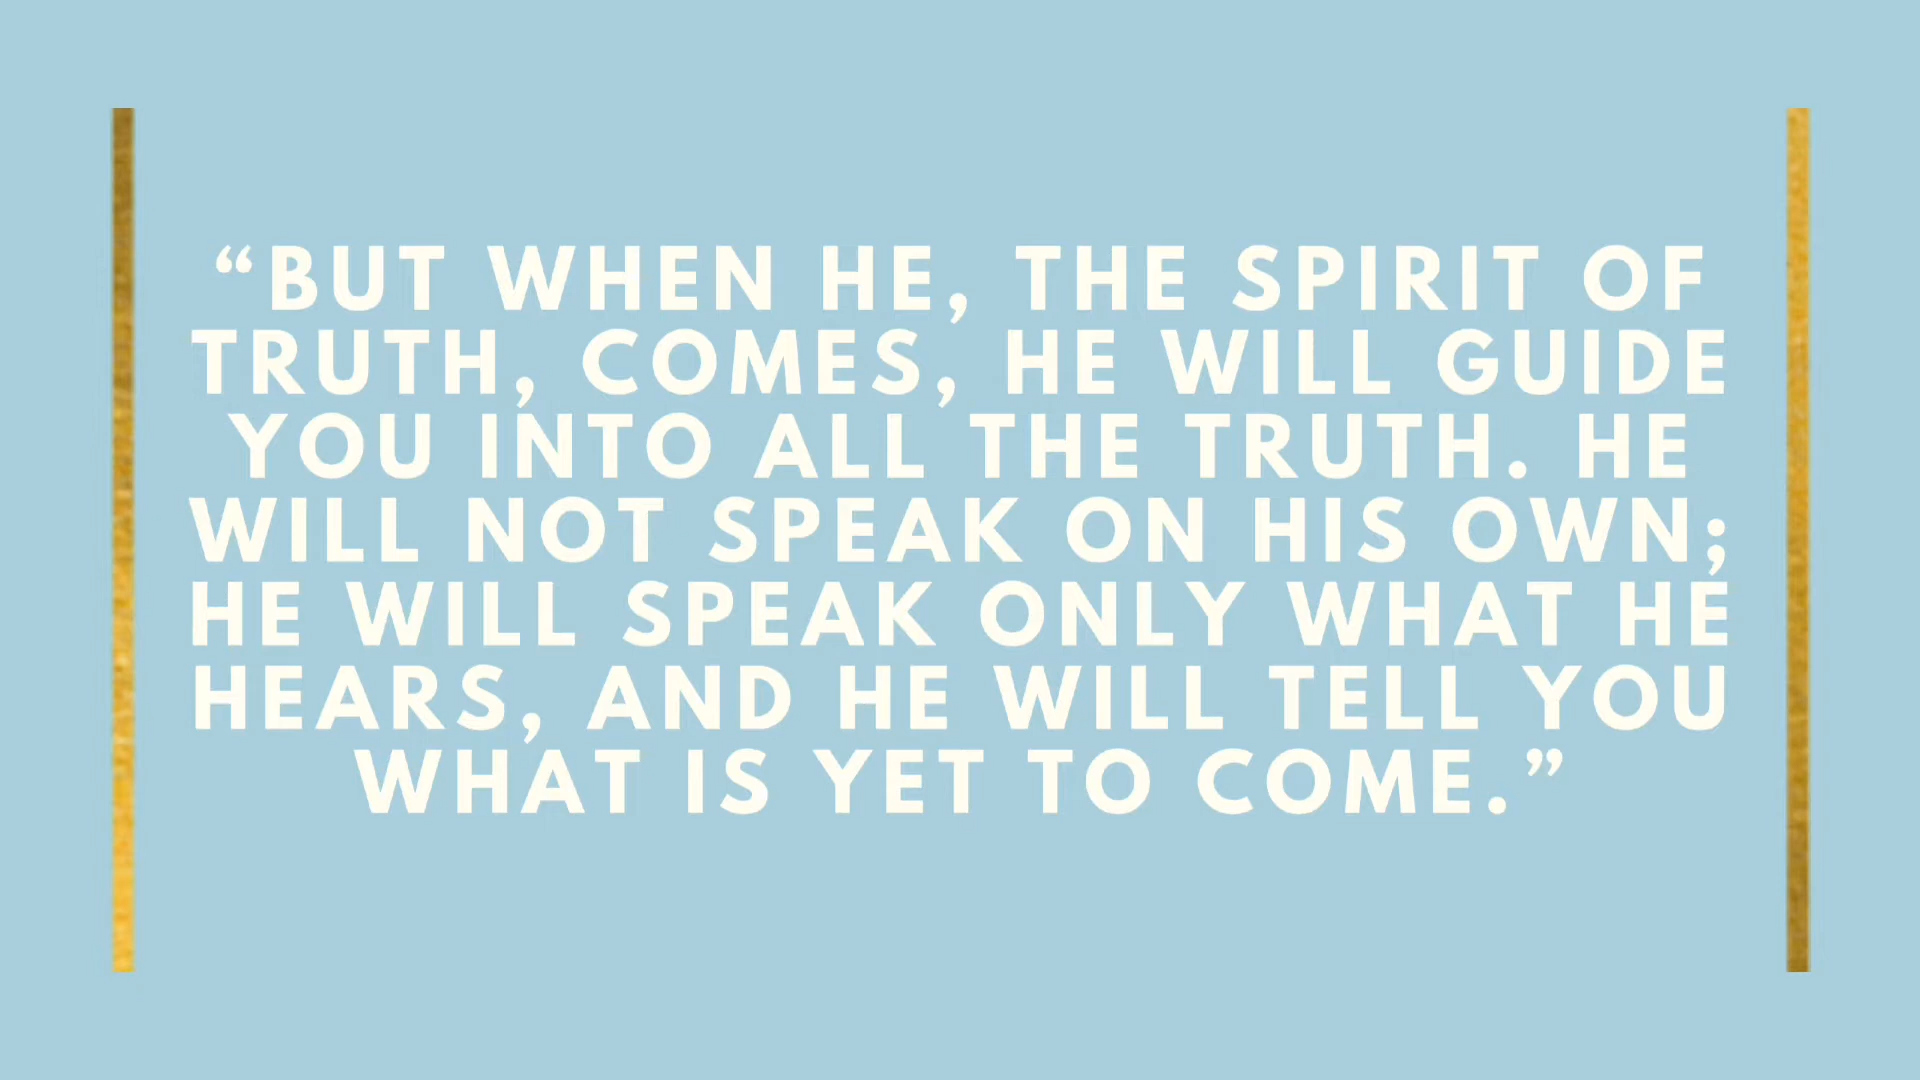 “BUT WHEN HE, THE SPIRIT OF
TRUTH, COMES, HE WILL GUIDE
YOU INTO ALL THE TRUTH. HE
WILL NOT SPEAK ON HIS OWN;
HE WILL SPEAK ONLY WHAT HE
HEARS, AND HE WILL TELL YOU
WHAT IS YET TO COME.”